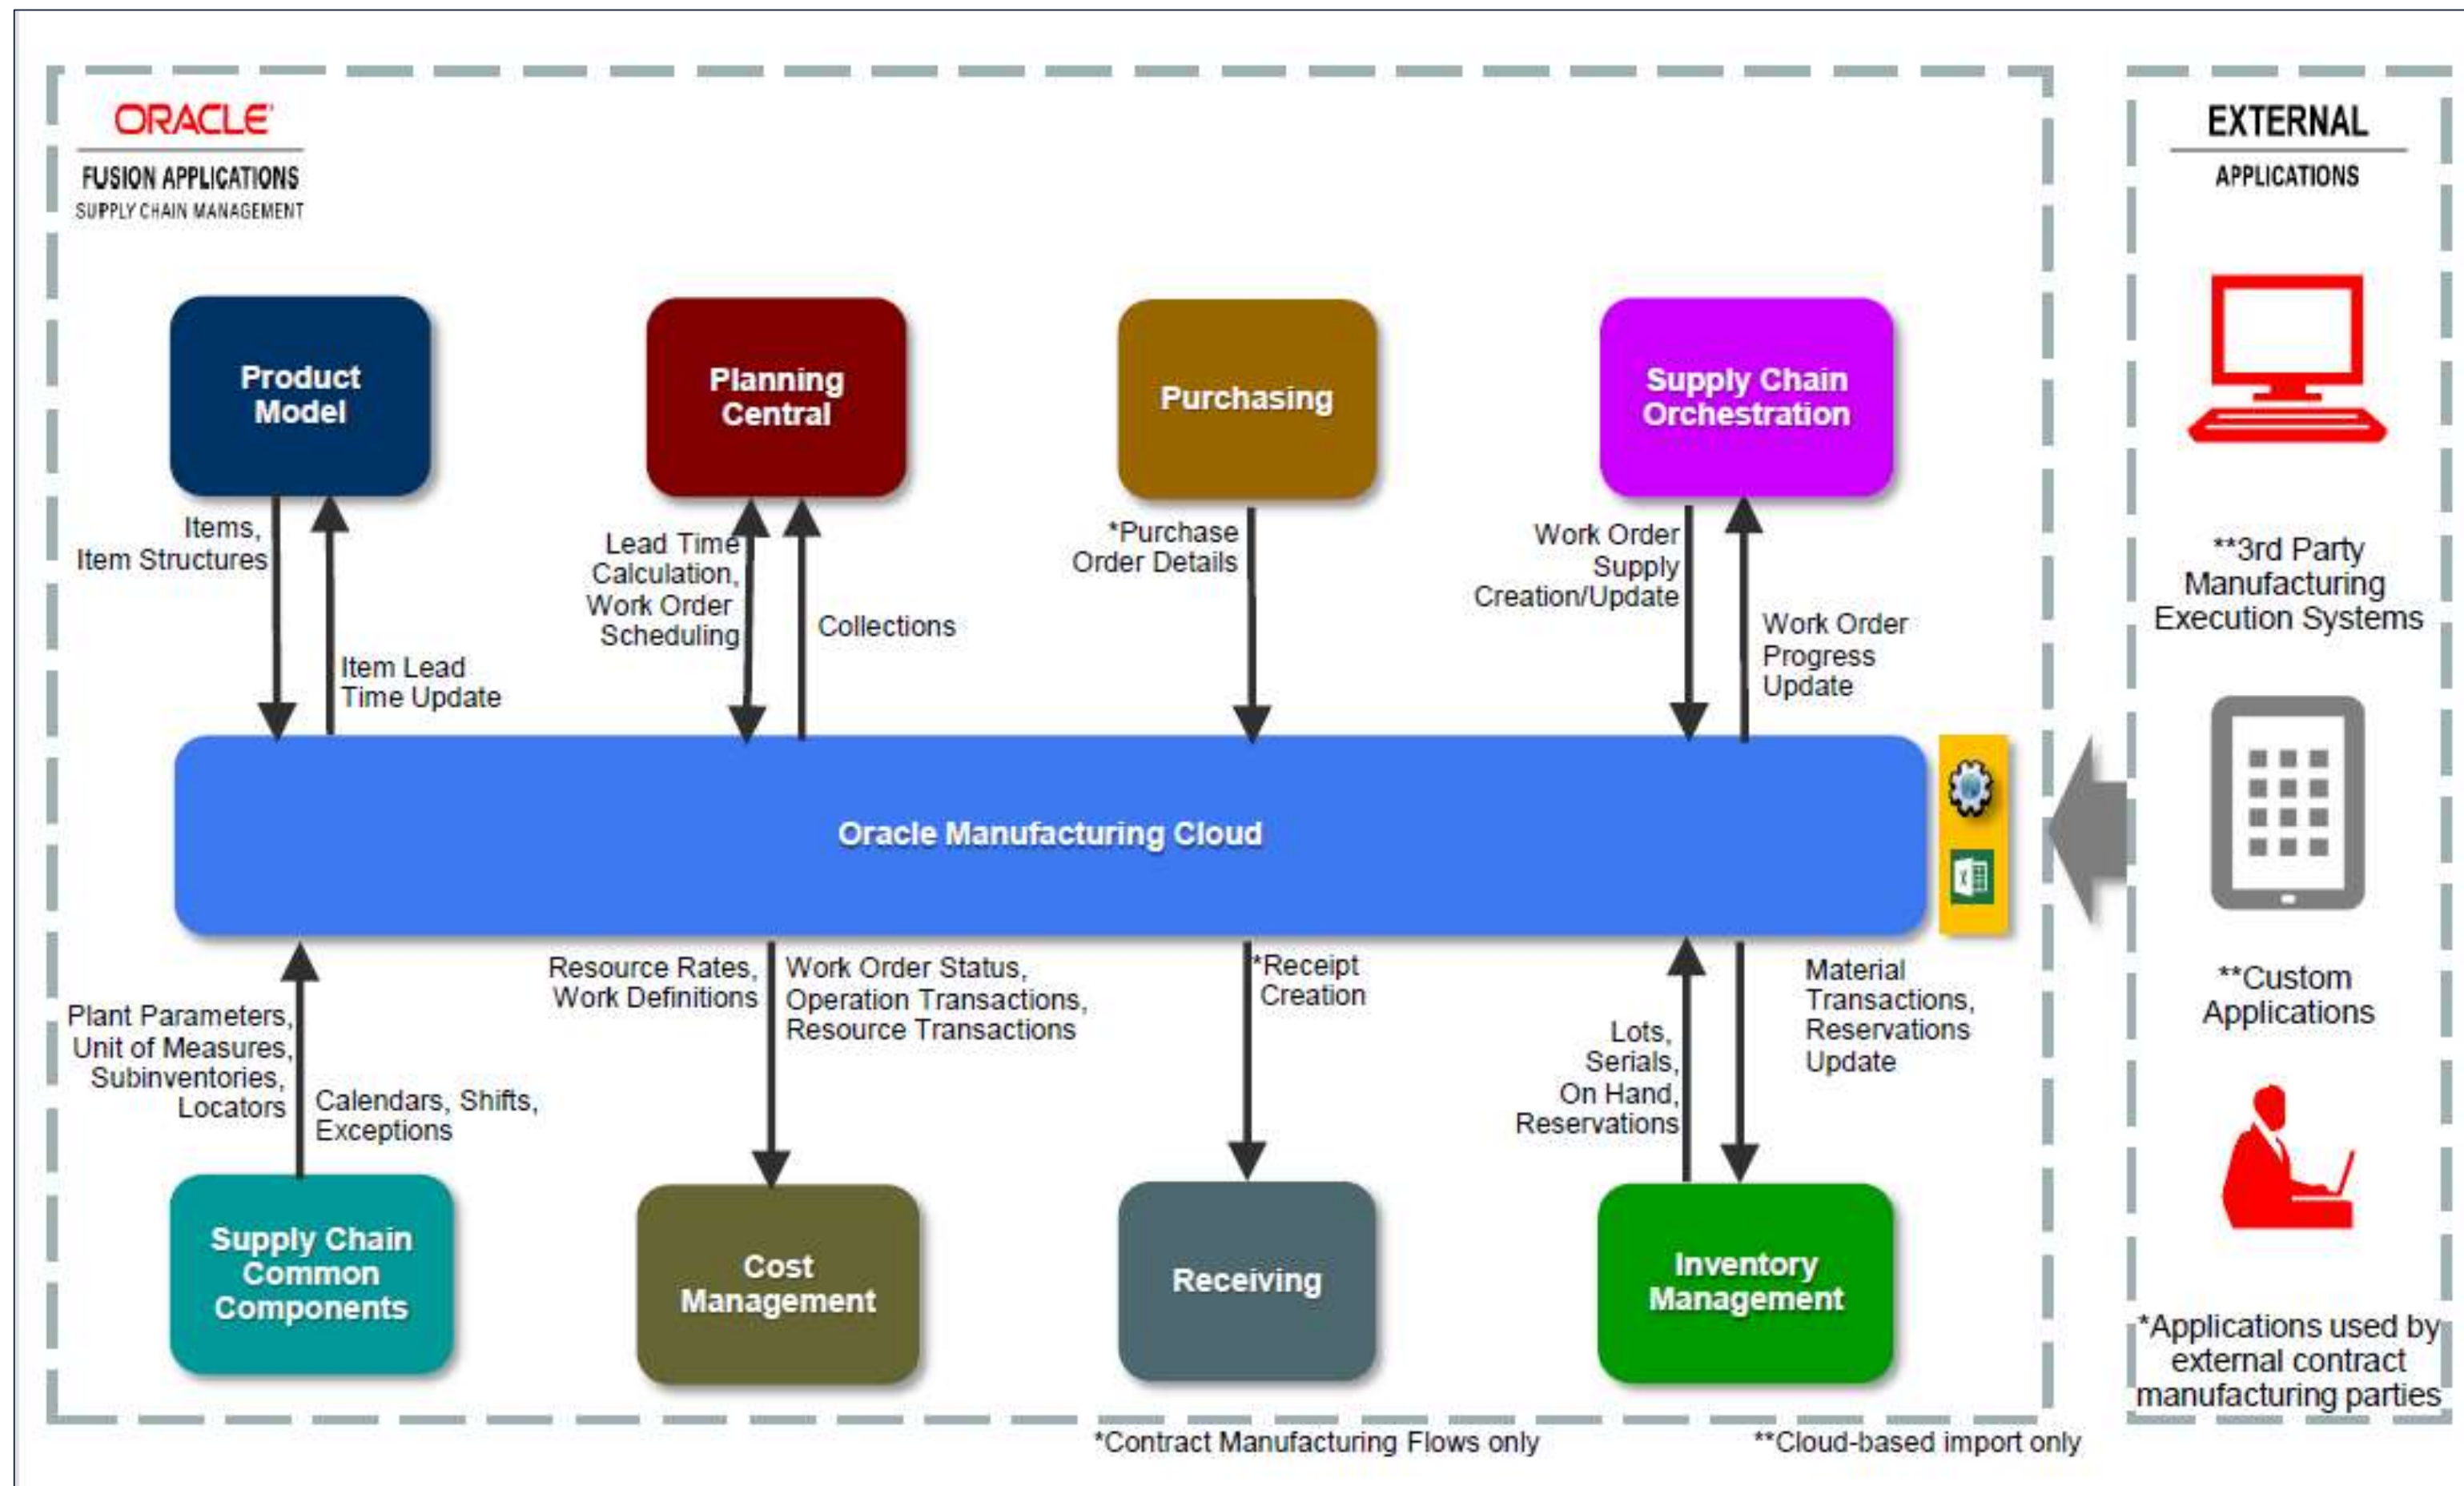 ORACLE
FUSION APPLICATIONS
SUPPLY CHAIN MANAGEMENT
EXTERNAL
APPLICATIONS
Product
Model
Planning
Central
Purchasing
Supply Chain
Orchestration
Items,
Item Structures
Item Lead
Time Update
Lead Time
Calculation,
Work Order
Scheduling
Collections
*Purchase
Order Details
Work Order
Supply
Creation/Update
Work Order
Progress
Update
**3rd Party
Manufacturing
Execution Systems
Oracle Manufacturing Cloud
Plant Parameters,
Unit of Measures,
Subinventories,
Locators
Calendars, Shifts,
Exceptions
Resource Rates,
Work Definitions
Work Order Status,
Operation Transactions,
Resource Transactions
*Receipt
Creation
Lots,
Serials,
On Hand,
Reservations
Material
Transactions,
Reservations
Update
**Custom
Applications
Supply Chain
Common
Components
Cost
Management
Receiving
Inventory
Management
*Applications used by
external contract
manufacturing parties
*Contract Manufacturing Flows only
**Cloud-based import only